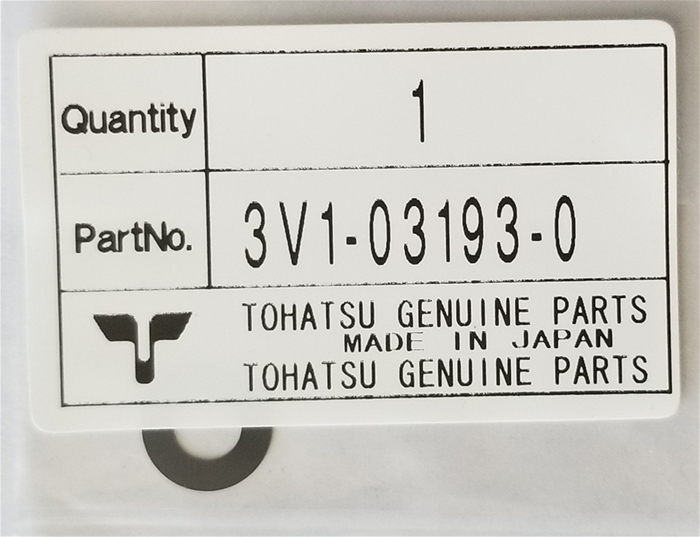 Quantity 1
PartNo. 3V1-03193-0
TOHATSU GENUINE PARTS
MADE IN JAPAN
TOHATSU GENUINE PARTS